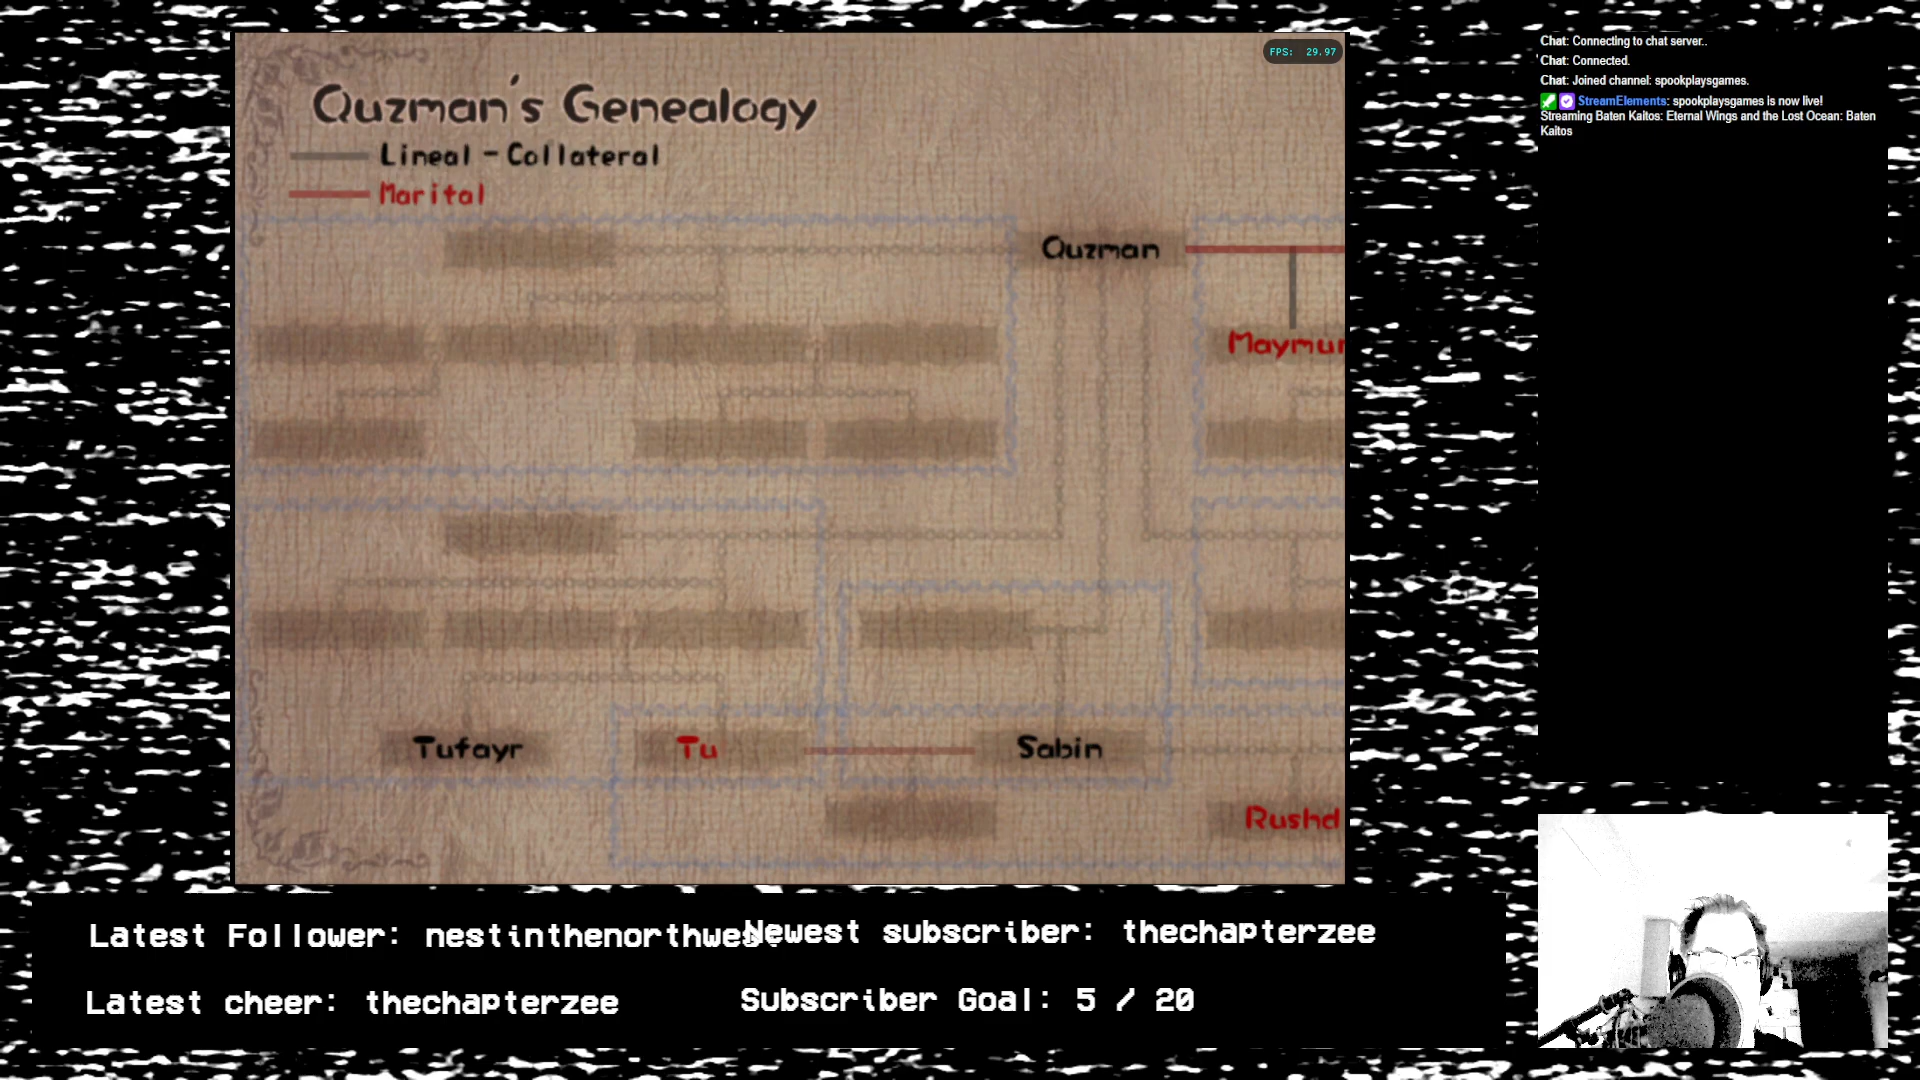 FPS: 29.97
Quzman's Genealogy
Lineal - Collateral
Marital
Quzman
Maymun
Tufayr
Tu
Sabin
Rushd
Chat: Connecting to chat server..
Chat: Connected.
Chat: Joined channel: spookplaysgames.
StreamElements: spookplaysgames is now live!
Streaming Baten Kaitos: Eternal Wings and the Lost Ocean: Baten
Kaitos
Latest Follower: nestinthenorthwest
Newest subscriber: thechapterzee
Latest cheer: thechapterzee
Subscriber Goal: 5 / 20